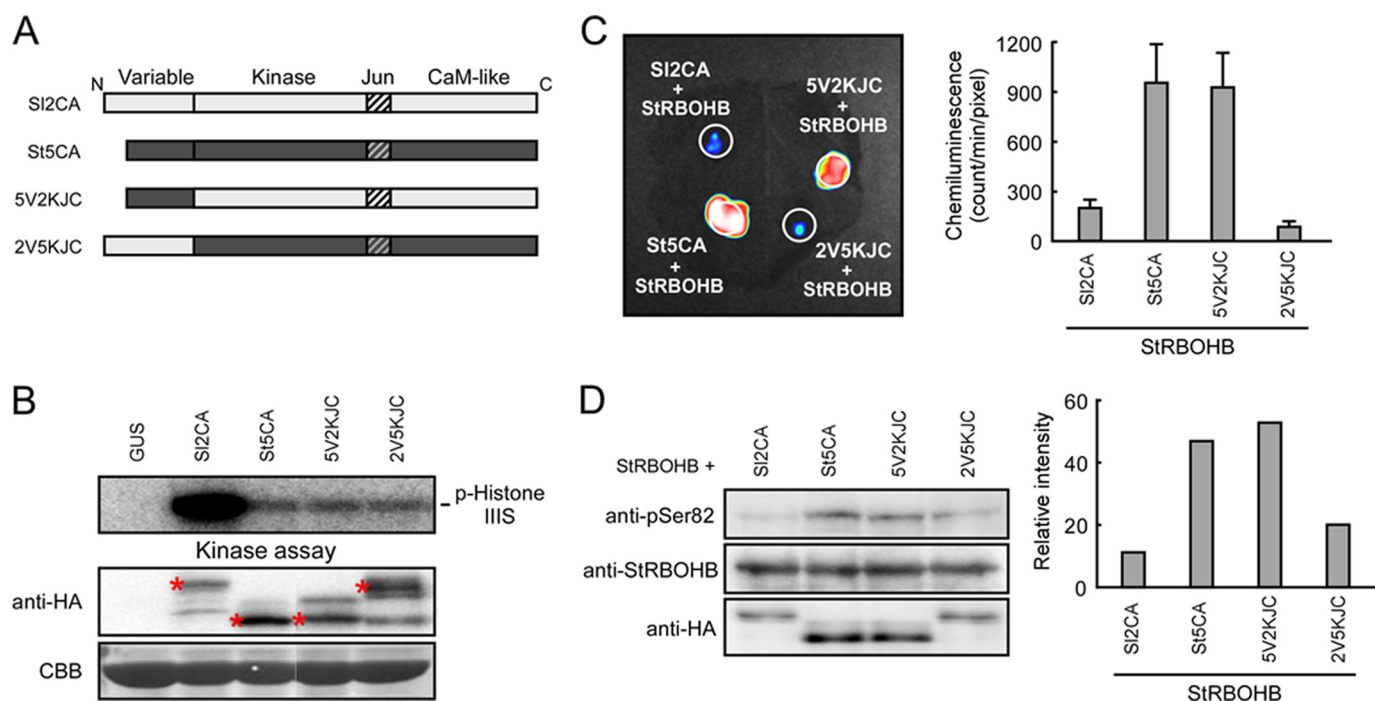 A
N Variable Kinase Jun CaM-like C
Sl2CA
St5CA
5V2KJC
2V5KJC
B
GUS Sl2CA St5CA 5V2KJC 2V5KJC
p-Histone
IIIS
Kinase assay
anti-HA
* * * *
CBB
C
Sl2CA
+
StRBOHB
5V2KJC
+
StRBOHB
St5CA
+
StRBOHB
2V5KJC
+
StRBOHB
Chemiluminescence
(count/min/pixel)
1200
900
600
300
0
Sl2CA St5CA 5V2KJC 2V5KJC
StRBOHB
D
StRBOHB + Sl2CA St5CA 5V2KJC 2V5KJC
anti-pSer82
anti-StRBOHB
anti-HA
Relative intensity
60
40
20
0
Sl2CA St5CA 5V2KJC 2V5KJC
StRBOHB